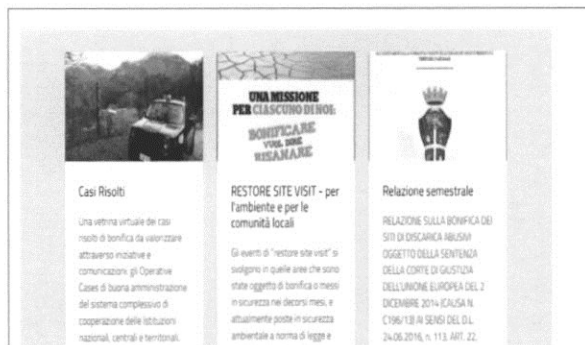 UNA MISSIONE
PER CIASCUNO DI NOI:
BONIFICARE
VUOL DIRE
RISANARE
Casi Risolti
Una vetrina virtuale dei casi
risolti di bonifica da valorizzare
attraverso iniziative e
comunicazioni: gli Operative
Cases di buona amministrazione
del sistema complessivo di
cooperazione delle Istituzioni
nazionali, centrali e territoriali,
RESTORE SITE VISIT - per
l'ambiente e per le
comunità locali
Gli eventi di "restore site visit" si
svolgono in quelle aree che sono
state oggetto di bonifica o messi
in sicurezza nei decorsi mesi, e
attualmente poste in sicurezza
ambientale a norma di legge e
Relazione semestrale
RELAZIONE SULLA BONIFICA DEI
SITI DI DISCARICA ABUSIVI
OGGETTO DELLA SENTENZA
DELLA CORTE DI GIUSTIZIA
DELL'UNIONE EUROPEA DEL 2
DICEMBRE 2014 (CAUSA N.
C196/13) AI SENSI DEL D.L.
24.06.2016, n. 113, ART. 22.